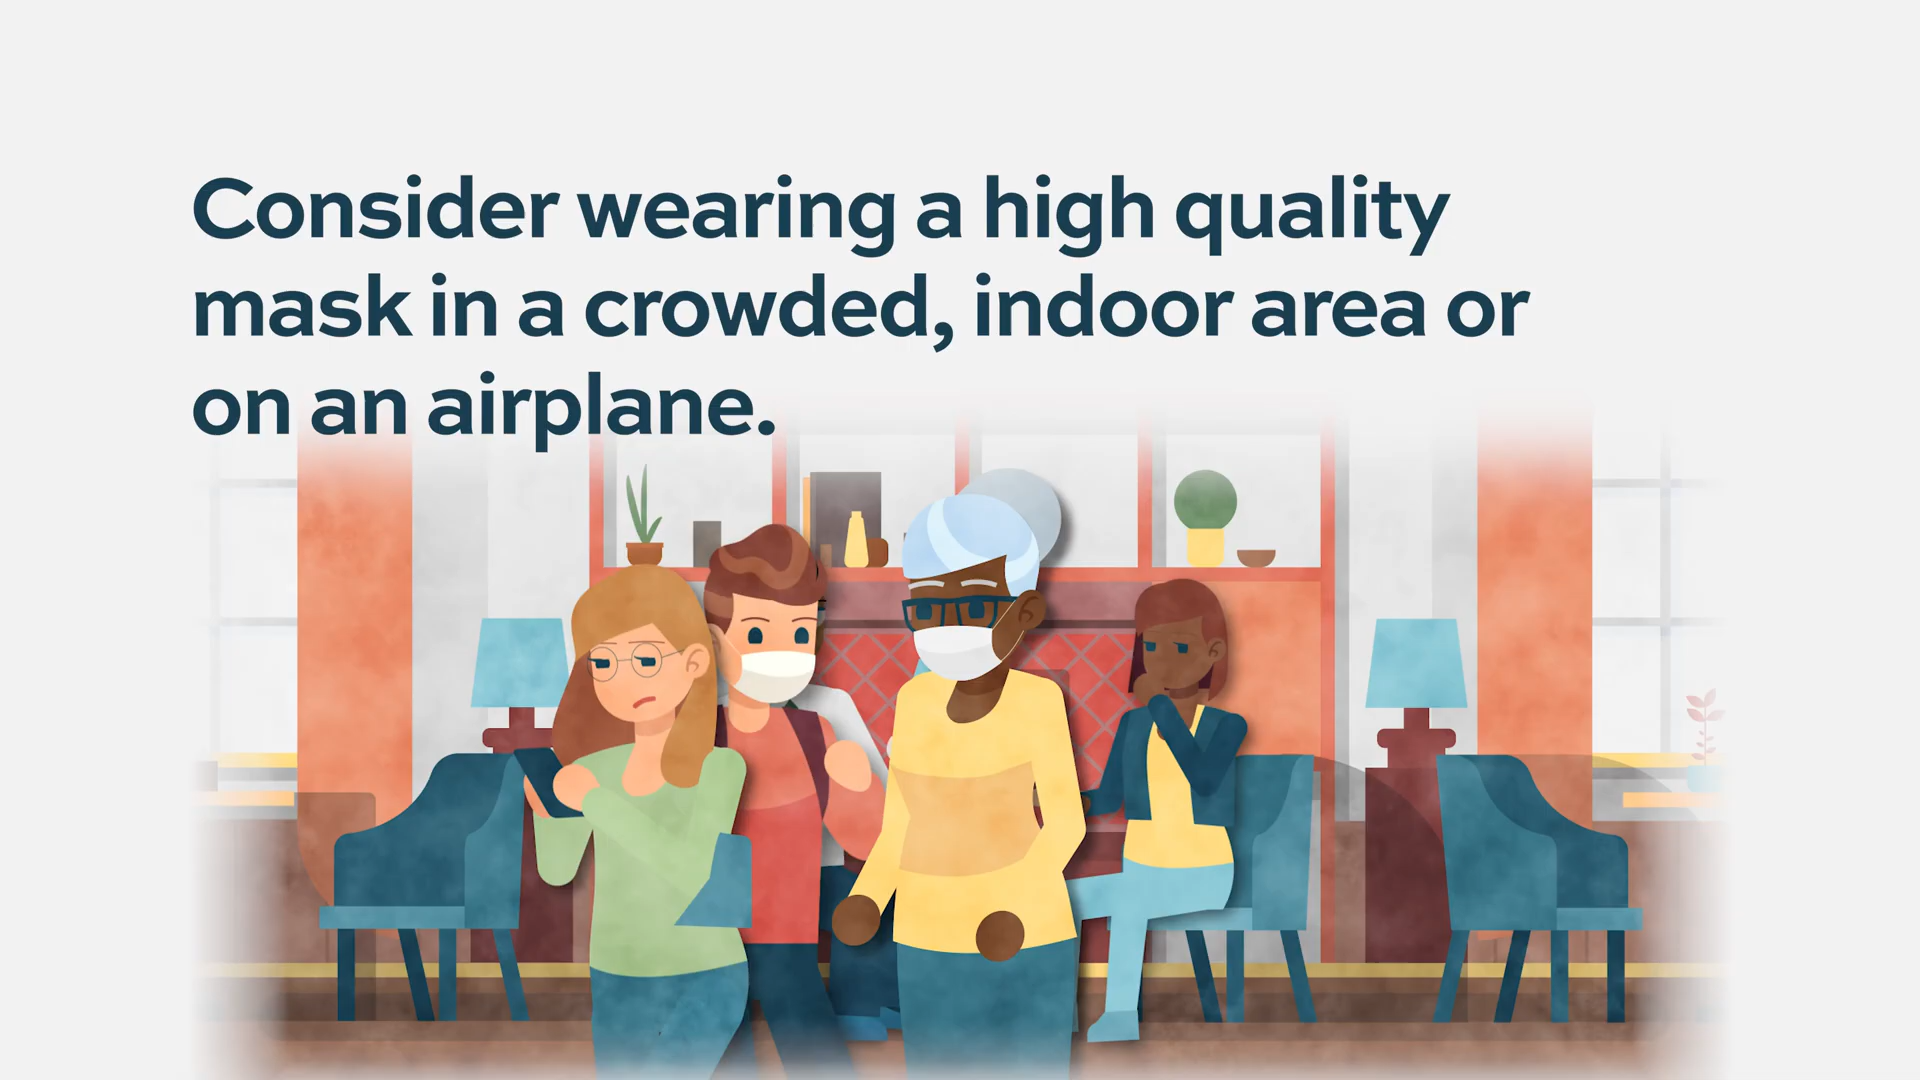 Consider wearing a high quality
mask in a crowded, indoor area or
on an airplane.